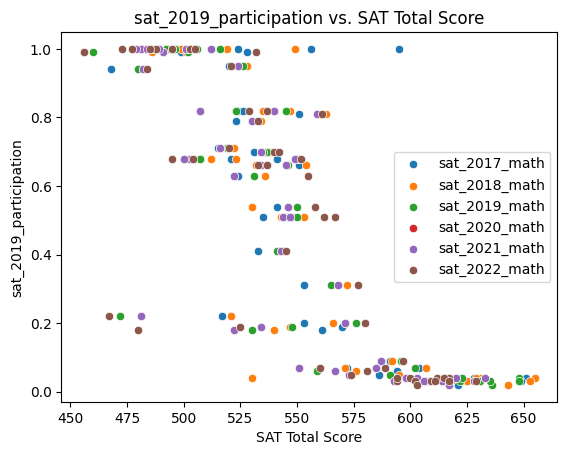 sat_2019_participation vs. SAT Total Score
1.0
0.8
0.6
0.4
0.2
0.0
sat_2019_participation
sat_2017_math
sat_2018_math
sat_2019_math
sat_2020_math
sat_2021_math
sat_2022_math
450 475 500 525 550 575 600 625 650
SAT Total Score